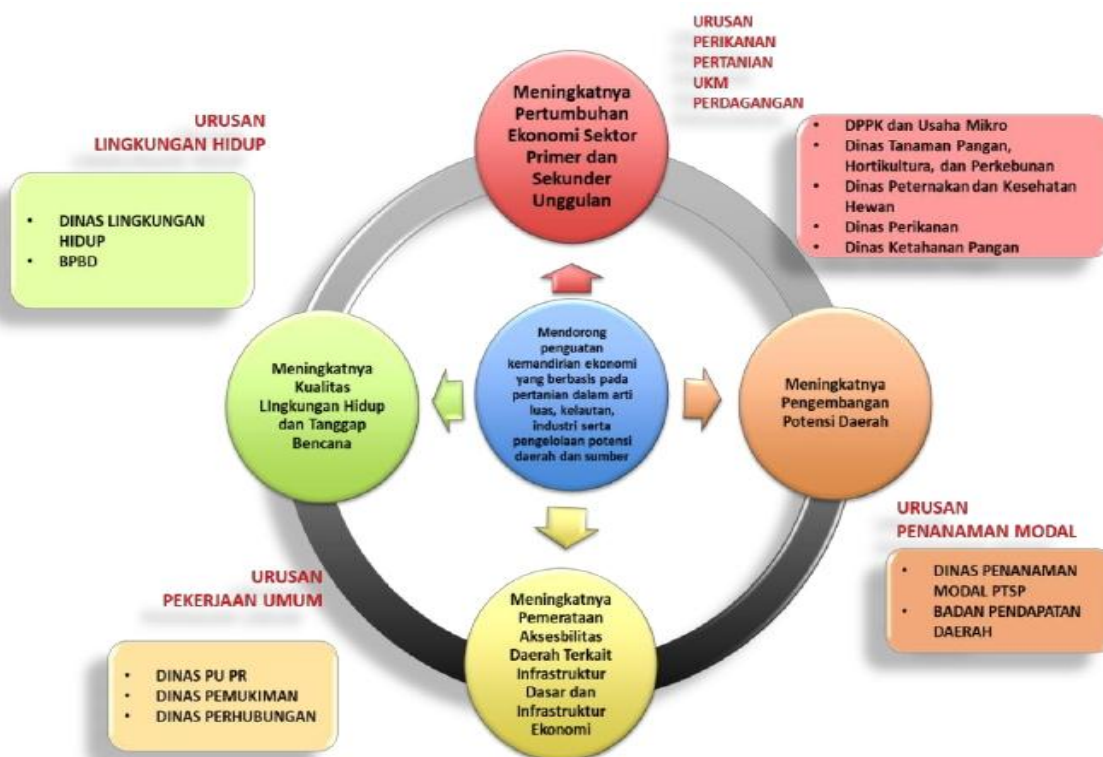 URUSAN
PERIKANAN
PERTANIAN
UKM
PERDAGANGAN
Meningkatnya
Pertumbuhan
Ekonomi Sektor
Primer dan
Sekunder
Unggulan
• DPPK dan Usaha Mikro
• Dinas Tanaman Pangan,
Hortikultura, dan Perkebunan
• Dinas Peternakan dan Kesehatan
Hewan
• Dinas Perikanan
• Dinas Ketahanan Pangan
URUSAN
LINGKUNGAN HIDUP
• DINAS LINGKUNGAN
HIDUP
• BPBD
Meningkatnya
Kualitas
Lingkungan Hidup
dan Tanggap
Bencana
Mendorong
penguatan
kemandirian ekonomi
yang berbasis pada
pertanian dalam arti
luas, kelautan,
industri serta
pengelolaan potensi
daerah dan sumber
Meningkatnya
Pengembangan
Potensi Daerah
URUSAN
PENANAMAN MODAL
• DINAS PENANAMAN
MODAL PTSP
• BADAN PENDAPATAN
DAERAH
URUSAN
PEKERJAAN UMUM
• DINAS PU PR
• DINAS PEMUKIMAN
• DINAS PERHUBUNGAN
Meningkatnya
Pemerataan
Aksesbilitas
Daerah Terkait
Infrastruktur
Dasar dan
Infrastruktur
Ekonomi